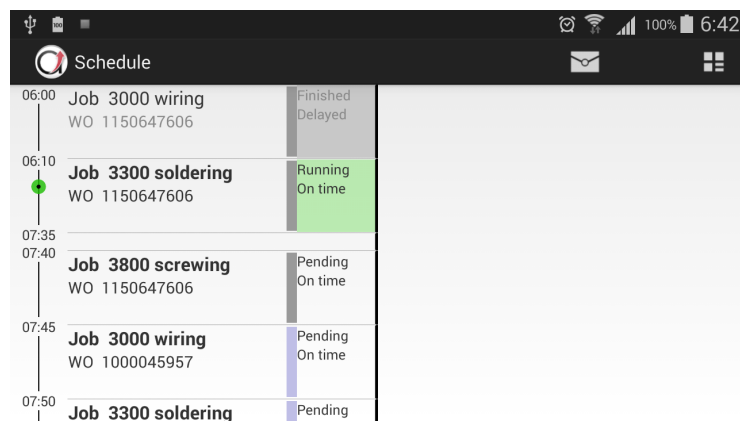 100 100% 6:42
Schedule
06:00 Job 3000 wiring Finished
WO 1150647606 Delayed
06:10
Job 3300 soldering Running
WO 1150647606 On time
07:35
07:40
Job 3800 screwing Pending
WO 1150647606 On time
07:45
Job 3000 wiring Pending
WO 1000045957 On time
07:50
Job 3300 soldering Pending